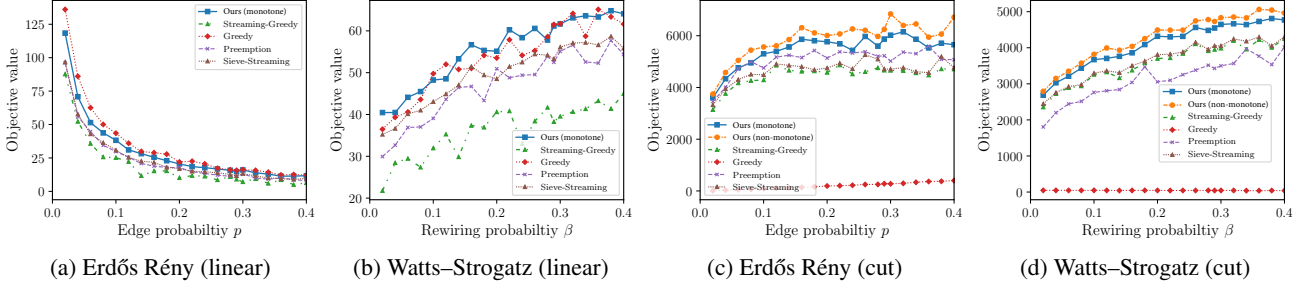 Objective value
125
100
75
50
25
0
0.0
0.1
0.2
0.3
0.4
Edge probabiltiy p
Ours (monotone)
Streaming-Greedy
Greedy
Preemption
Sieve-Streaming
(a) Erdős Rény (linear)
Objective value
60
50
40
30
20
0.0
0.1
0.2
0.3
0.4
Rewiring probabiltiy β
Ours (monotone)
Streaming-Greedy
Greedy
Preemption
Sieve-Streaming
(b) Watts–Strogatz (linear)
Objective value
6000
4000
2000
0
0.0
0.1
0.2
0.3
0.4
Edge probabiltiy p
Ours (monotone)
Ours (non-monotone)
Streaming-Greedy
Greedy
Preemption
Sieve-Streaming
(c) Erdős Rény (cut)
Objective value
5000
4000
3000
2000
1000
0
0.0
0.1
0.2
0.3
0.4
Rewiring probabiltiy β
Ours (monotone)
Ours (non-monotone)
Streaming-Greedy
Greedy
Preemption
Sieve-Streaming
(d) Watts–Strogatz (cut)